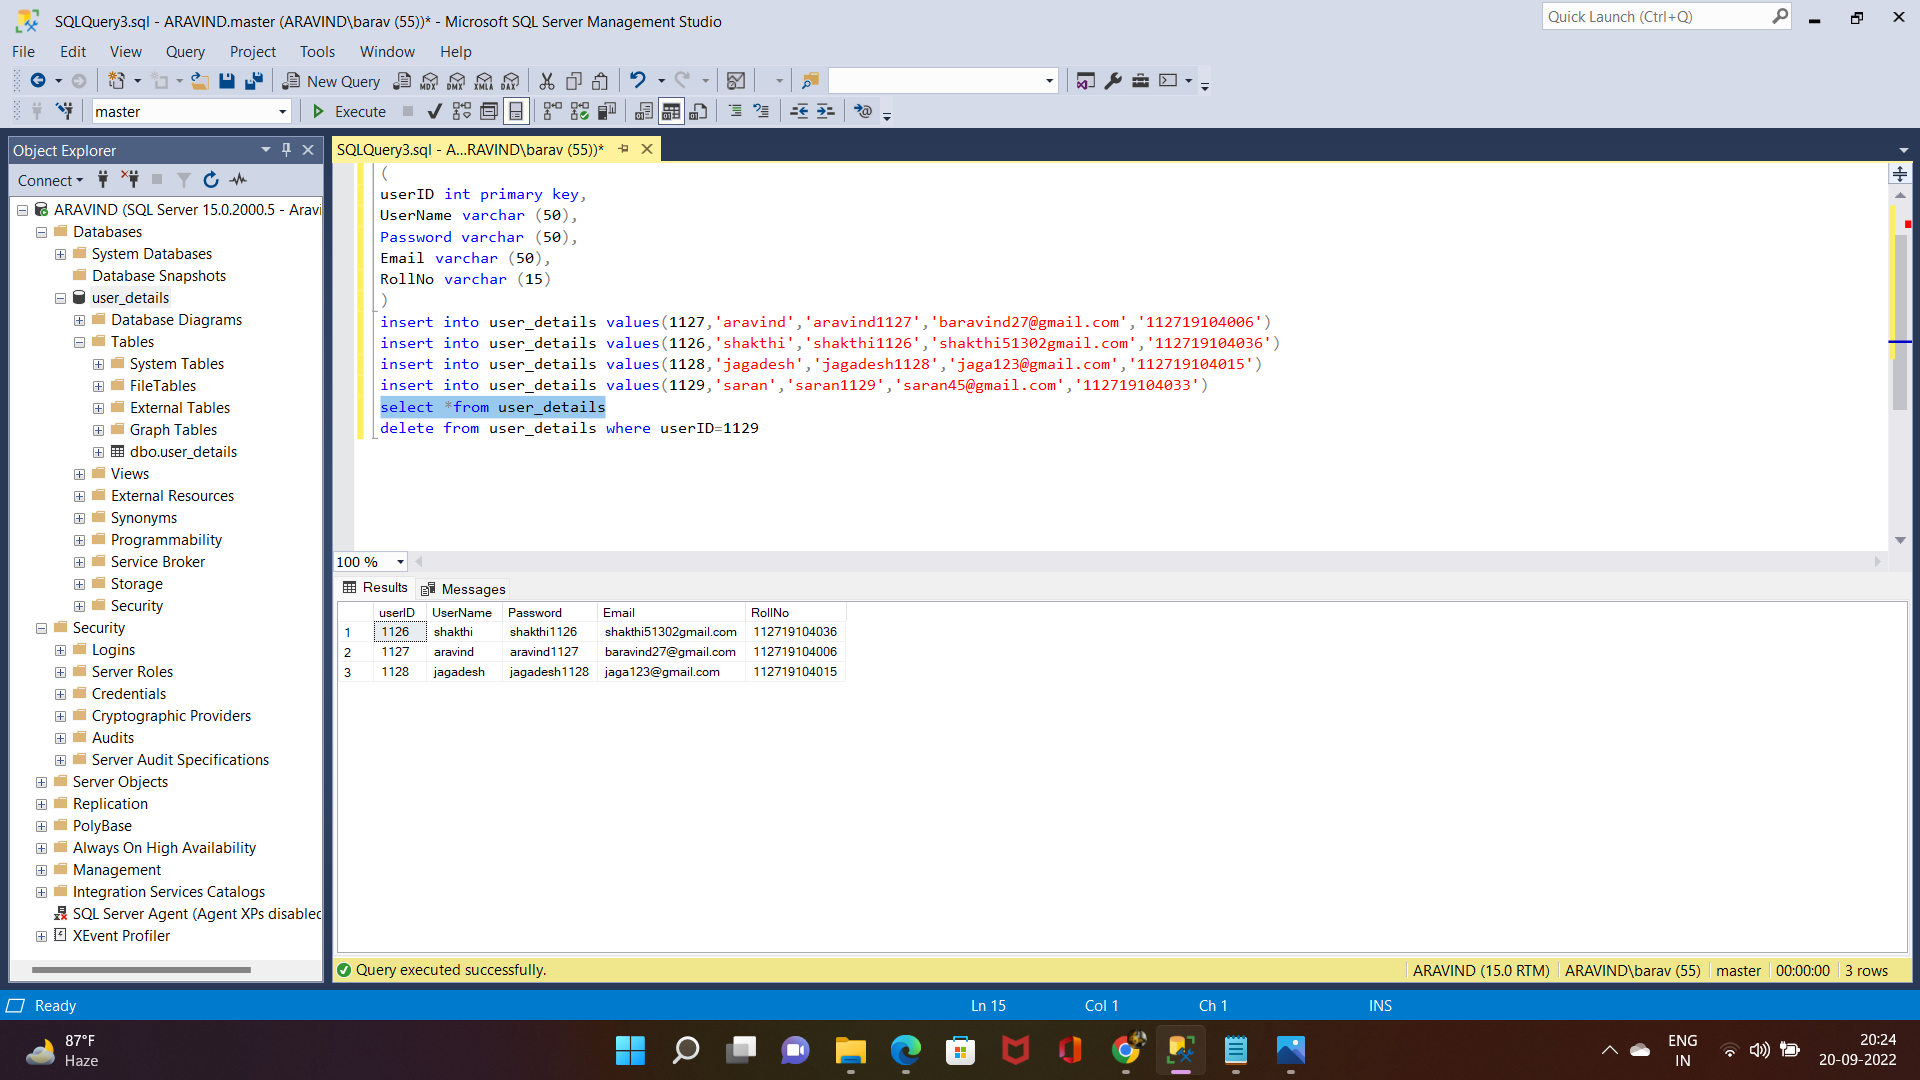 SQLQuery3.sql - ARAVIND.master (ARAVIND\barav (55))* - Microsoft SQL Server Management Studio
Quick Launch (Ctrl+Q)
File Edit View Query Project Tools Window Help
New Query MDX DMX XMLA DAX
master Execute
Object Explorer
SQLQuery3.sql - A...RAVIND\barav (55))*
Connect
ARAVIND (SQL Server 15.0.2000.5 - Aravi
Databases
System Databases
Database Snapshots
user_details
Database Diagrams
Tables
System Tables
FileTables
External Tables
Graph Tables
dbo.user_details
Views
External Resources
Synonyms
Programmability
Service Broker
Storage
Security
Security
Logins
Server Roles
Credentials
Cryptographic Providers
Audits
Server Audit Specifications
Server Objects
Replication
PolyBase
Always On High Availability
Management
Integration Services Catalogs
SQL Server Agent (Agent XPs disabled
XEvent Profiler
(
userID int primary key,
UserName varchar (50),
Password varchar (50),
Email varchar (50),
RollNo varchar (15)
)
insert into user_details values(1127,'aravind','aravind1127','baravind27@gmail.com','112719104006')
insert into user_details values(1126,'shakthi','shakthi1126','shakthi51302gmail.com','112719104036')
insert into user_details values(1128,'jagadesh','jagadesh1128','jaga123@gmail.com','112719104015')
insert into user_details values(1129,'saran','saran1129','saran45@gmail.com','112719104033')
select *from user_details
delete from user_details where userID=1129
100 %
Results Messages
userID UserName Password Email RollNo
1 1126 shakthi shakthi1126 shakthi51302gmail.com 112719104036
2 1127 aravind aravind1127 baravind27@gmail.com 112719104006
3 1128 jagadesh jagadesh1128 jaga123@gmail.com 112719104015
Query executed successfully. ARAVIND (15.0 RTM) ARAVIND\barav (55) master 00:00:00 3 rows
Ready Ln 15 Col 1 Ch 1 INS
87°F
Haze
ENG
IN
20:24
20-09-2022